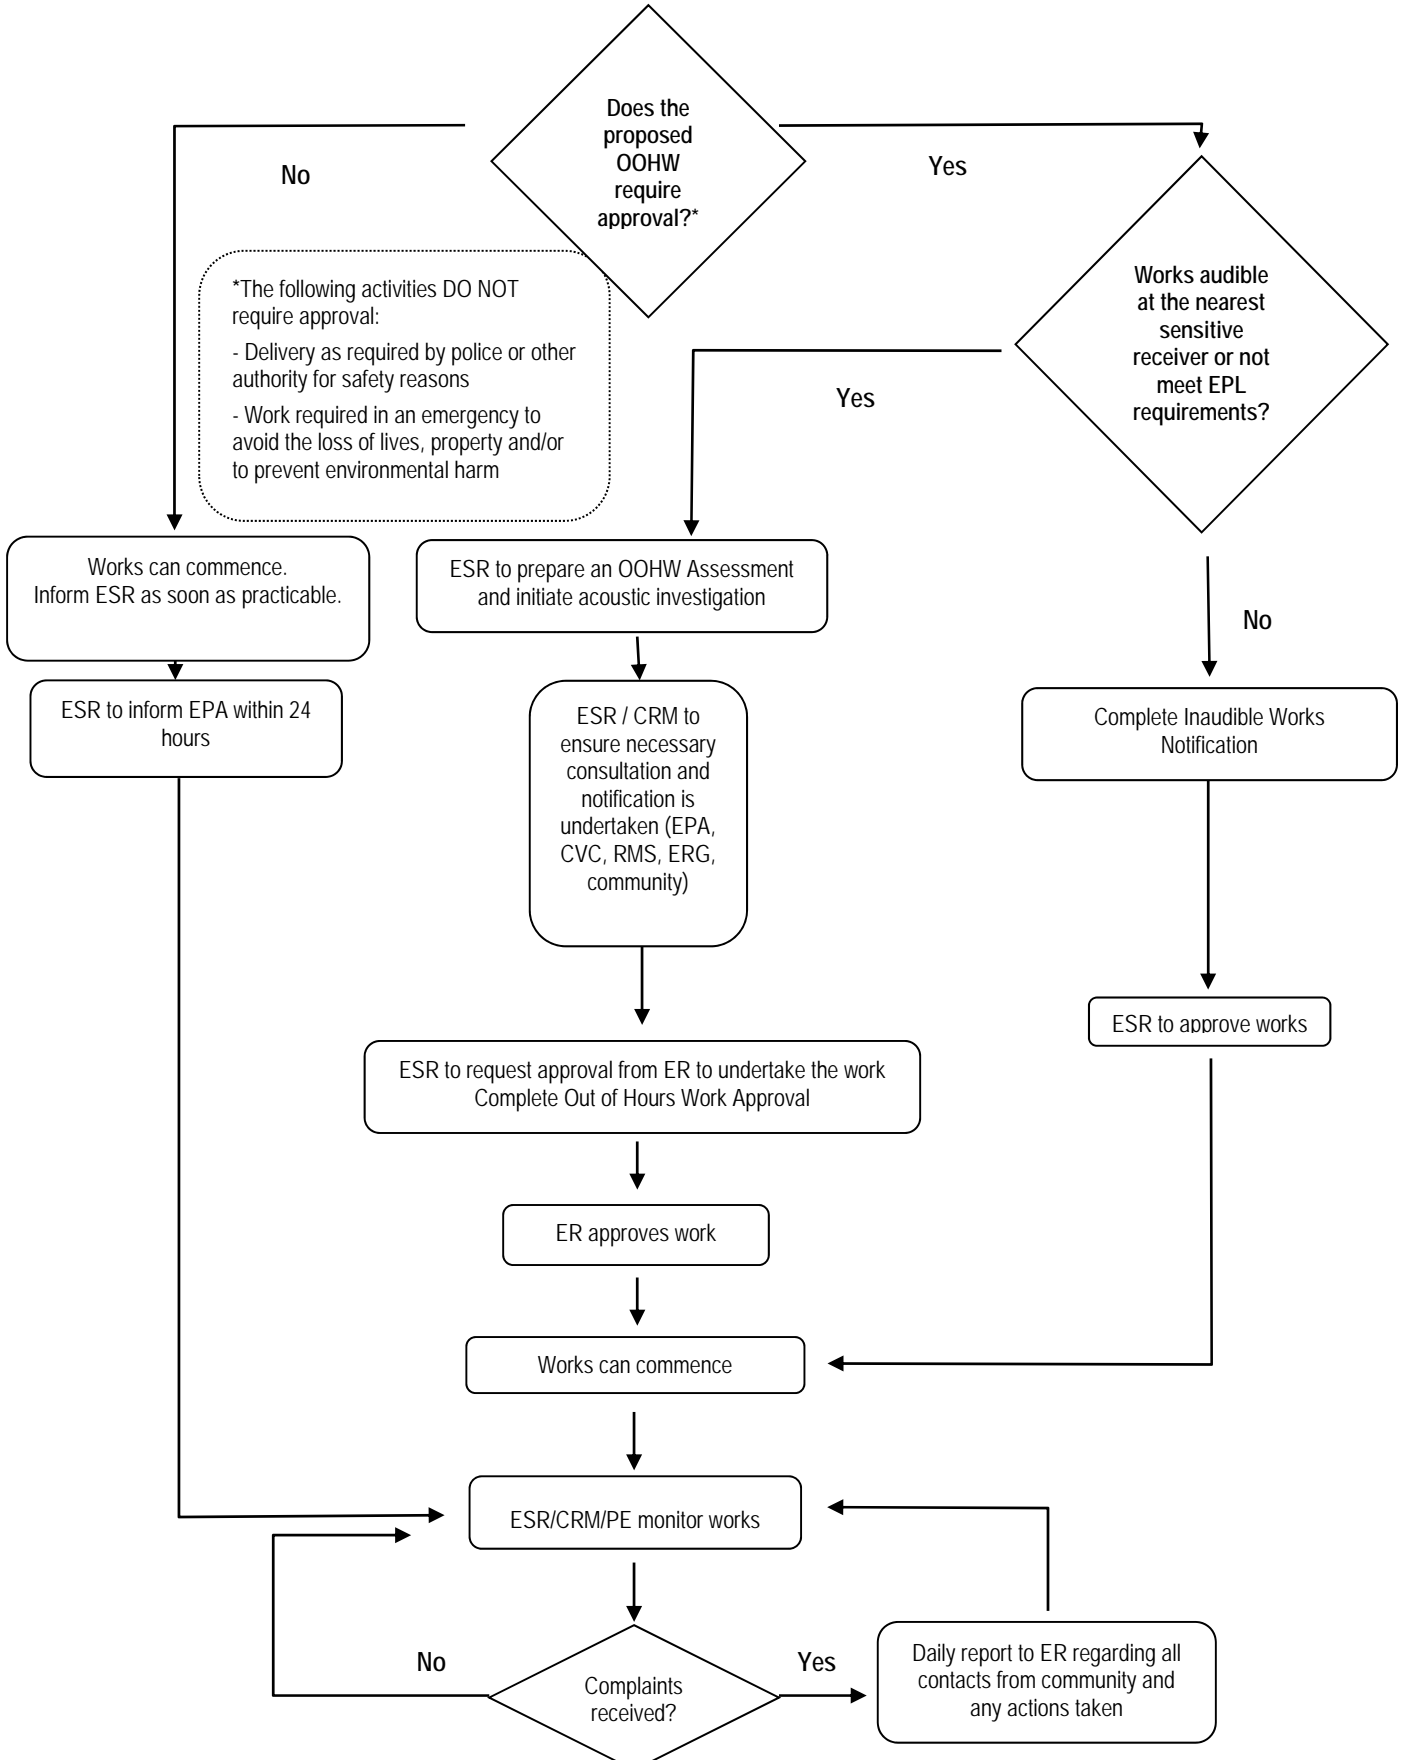 Does the
proposed
OOHW
require
approval?*
No
Yes
*The following activities DO NOT
require approval:
- Delivery as required by police or other
authority for safety reasons
- Work required in an emergency to
avoid the loss of lives, property and/or
to prevent environmental harm
Works audible
at the nearest
sensitive
receiver or not
meet EPL
requirements?
Yes
No
Works can commence.
Inform ESR as soon as practicable.
ESR to prepare an OOHW Assessment
and initiate acoustic investigation
ESR to inform EPA within 24
hours
ESR / CRM to
ensure necessary
consultation and
notification is
undertaken (EPA,
CVC, RMS, ERG,
community)
Complete Inaudible Works
Notification
ESR to approve works
ESR to request approval from ER to undertake the work
Complete Out of Hours Work Approval
ER approves work
Works can commence
ESR/CRM/PE monitor works
No
Yes
Complaints
received?
Daily report to ER regarding all
contacts from community and
any actions taken